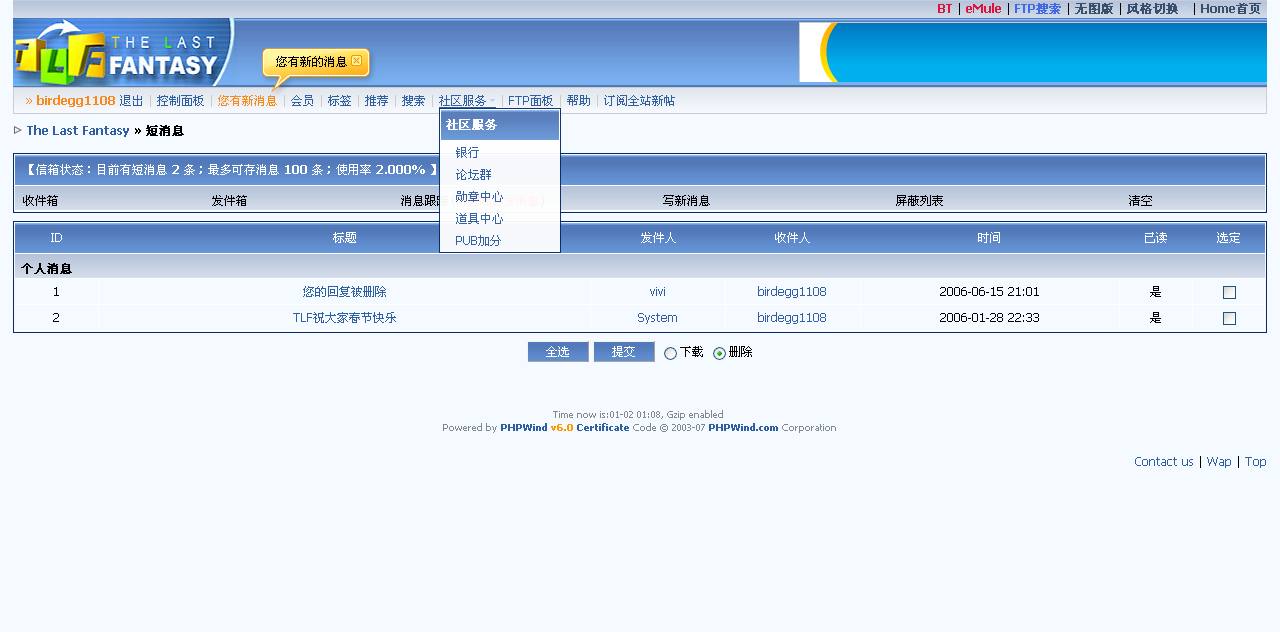 BT | eMule | FTP搜索 | 无图版 | 风格切换 | Home首页
TLF THE LAST FANTASY
您有新的消息
» birdegg1108 退出 | 控制面板 | 您有新消息 | 会员 | 标签 | 推荐 | 搜索 | 社区服务 | FTP面板 | 帮助 | 订阅全站新帖
The Last Fantasy » 短消息
社区服务
银行
论坛群
勋章中心
道具中心
PUB加分
【信箱状态：目前有短消息 2 条；最多可存消息 100 条；使用率 2.000% 】
收件箱 发件箱 消息跟 写新消息 屏蔽列表 清空
ID 标题 发件人 收件人 时间 已读 选定
个人消息
1 您的回复被删除 vivi birdegg1108 2006-06-15 21:01 是
2 TLF祝大家春节快乐 System birdegg1108 2006-01-28 22:33 是
全选 提交 下载 删除
Time now is:01-02 01:08, Gzip enabled
Powered by PHPWind v6.0 Certificate Code © 2003-07 PHPWind.com Corporation
Contact us | Wap | Top